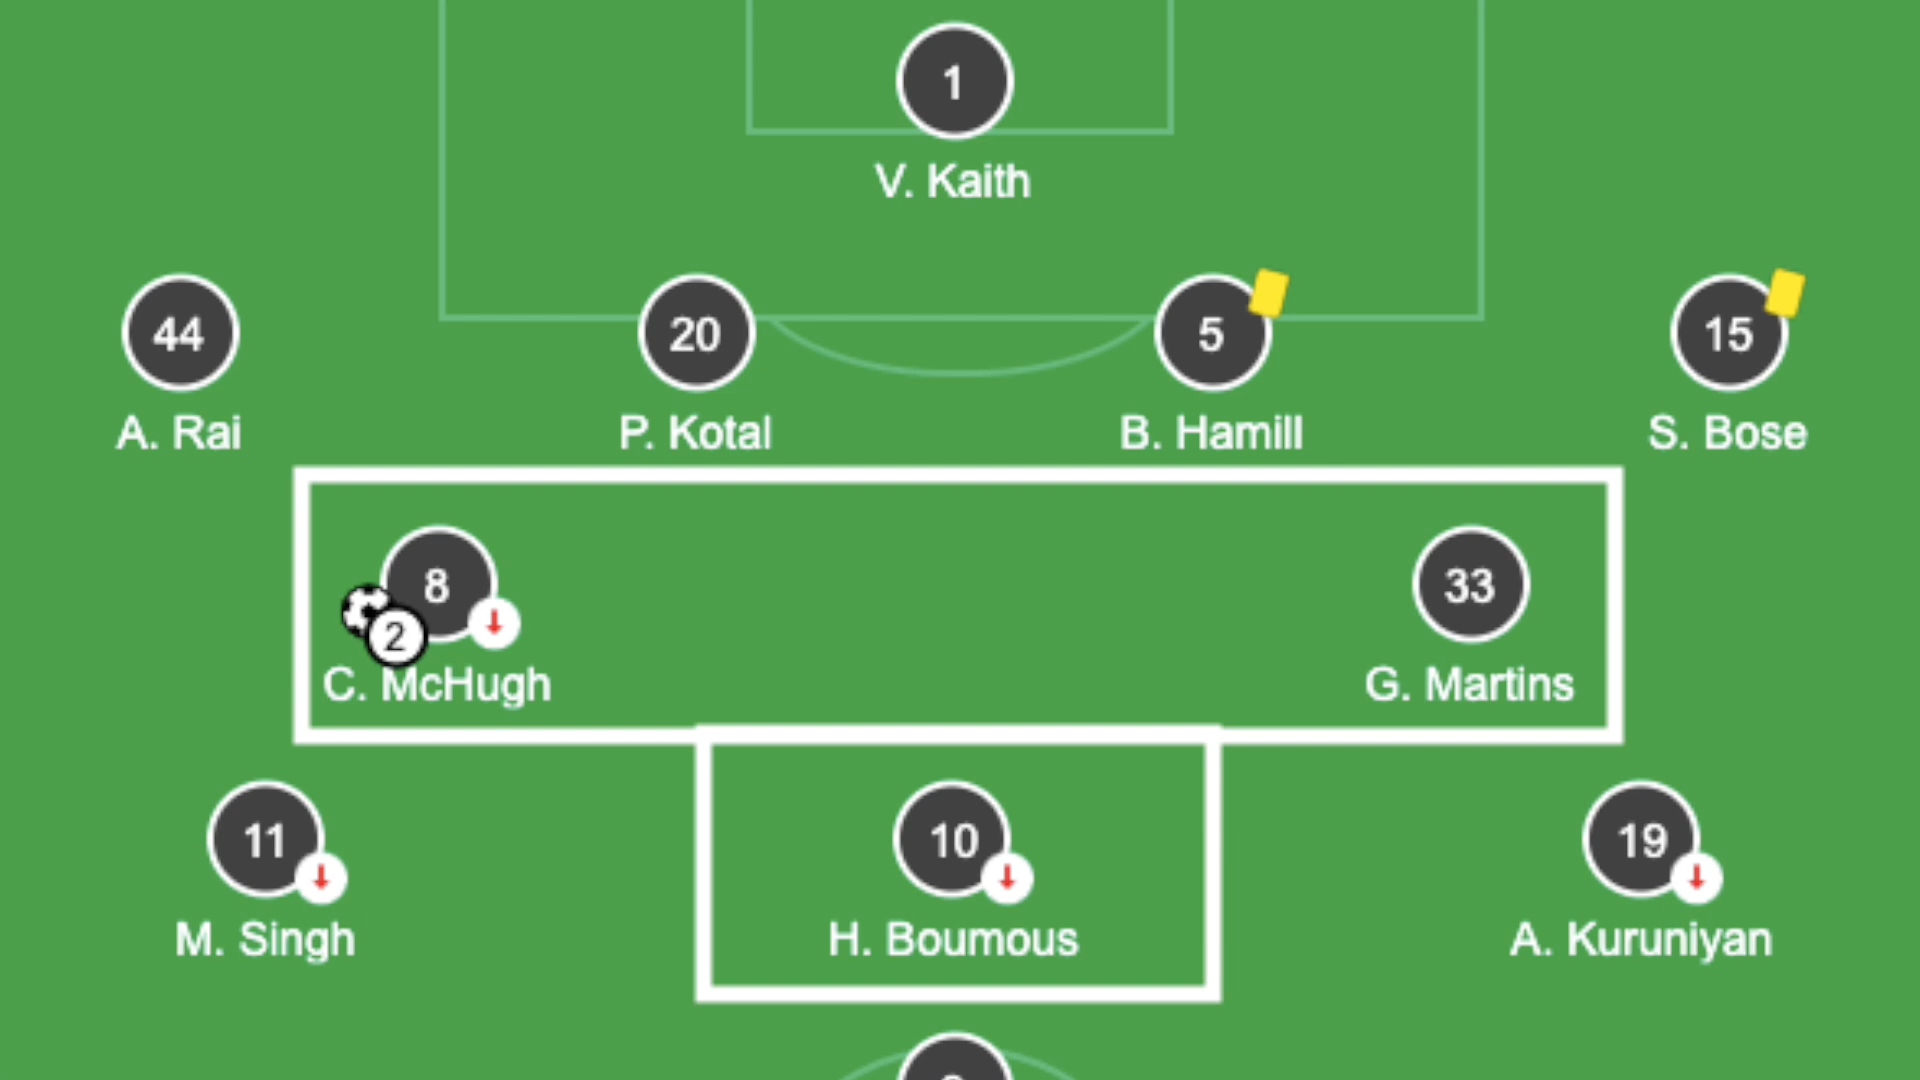 1
V. Kaith
44 20 5 15
A. Rai P. Kotal B. Hamill S. Bose
8 33
2
C. McHugh G. Martins
11 10 19
M. Singh H. Boumous A. Kuruniyan